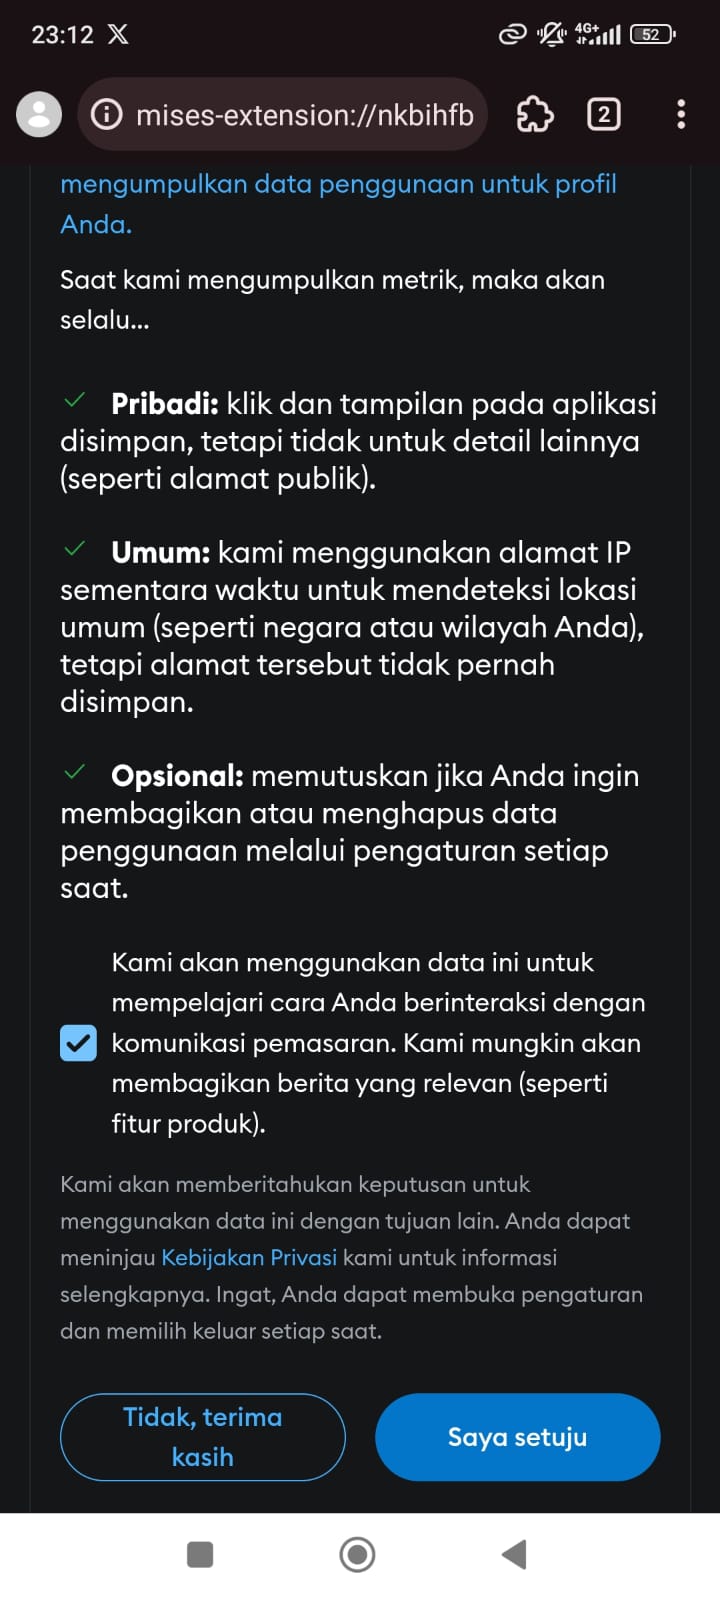 23:12 X
4G+ 52
mises-extension://nkbihfb
2
mengumpulkan data penggunaan untuk profil
Anda.
Saat kami mengumpulkan metrik, maka akan
selalu...
Pribadi: klik dan tampilan pada aplikasi
disimpan, tetapi tidak untuk detail lainnya
(seperti alamat publik).
Umum: kami menggunakan alamat IP
sementara waktu untuk mendeteksi lokasi
umum (seperti negara atau wilayah Anda),
tetapi alamat tersebut tidak pernah
disimpan.
Opsional: memutuskan jika Anda ingin
membagikan atau menghapus data
penggunaan melalui pengaturan setiap
saat.
Kami akan menggunakan data ini untuk
mempelajari cara Anda berinteraksi dengan
komunikasi pemasaran. Kami mungkin akan
membagikan berita yang relevan (seperti
fitur produk).
Kami akan memberitahukan keputusan untuk
menggunakan data ini dengan tujuan lain. Anda dapat
meninjau Kebijakan Privasi kami untuk informasi
selengkapnya. Ingat, Anda dapat membuka pengaturan
dan memilih keluar setiap saat.
Tidak, terima
kasih
Saya setuju